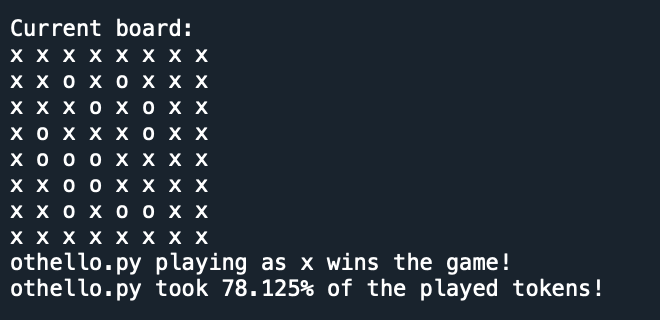 Current board:
x x x x x x x x
x x o x o x x x
x x x o x o x x
x o x x x o x x
x o o o x x x x
x x o o x x x x
x x o x o o x x
x x x x x x x x
othello.py playing as x wins the game!
othello.py took 78.125% of the played tokens!